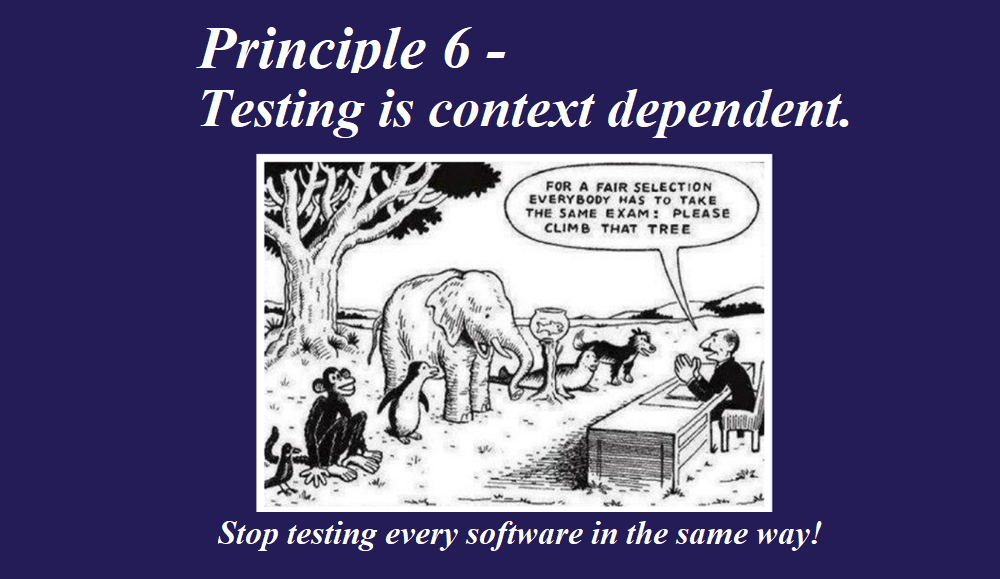 Principle 6 -
Testing is context dependent.
FOR A FAIR SELECTION
EVERYBODY HAS TO TAKE
THE SAME EXAM: PLEASE
CLIMB THAT TREE
Stop testing every software in the same way!